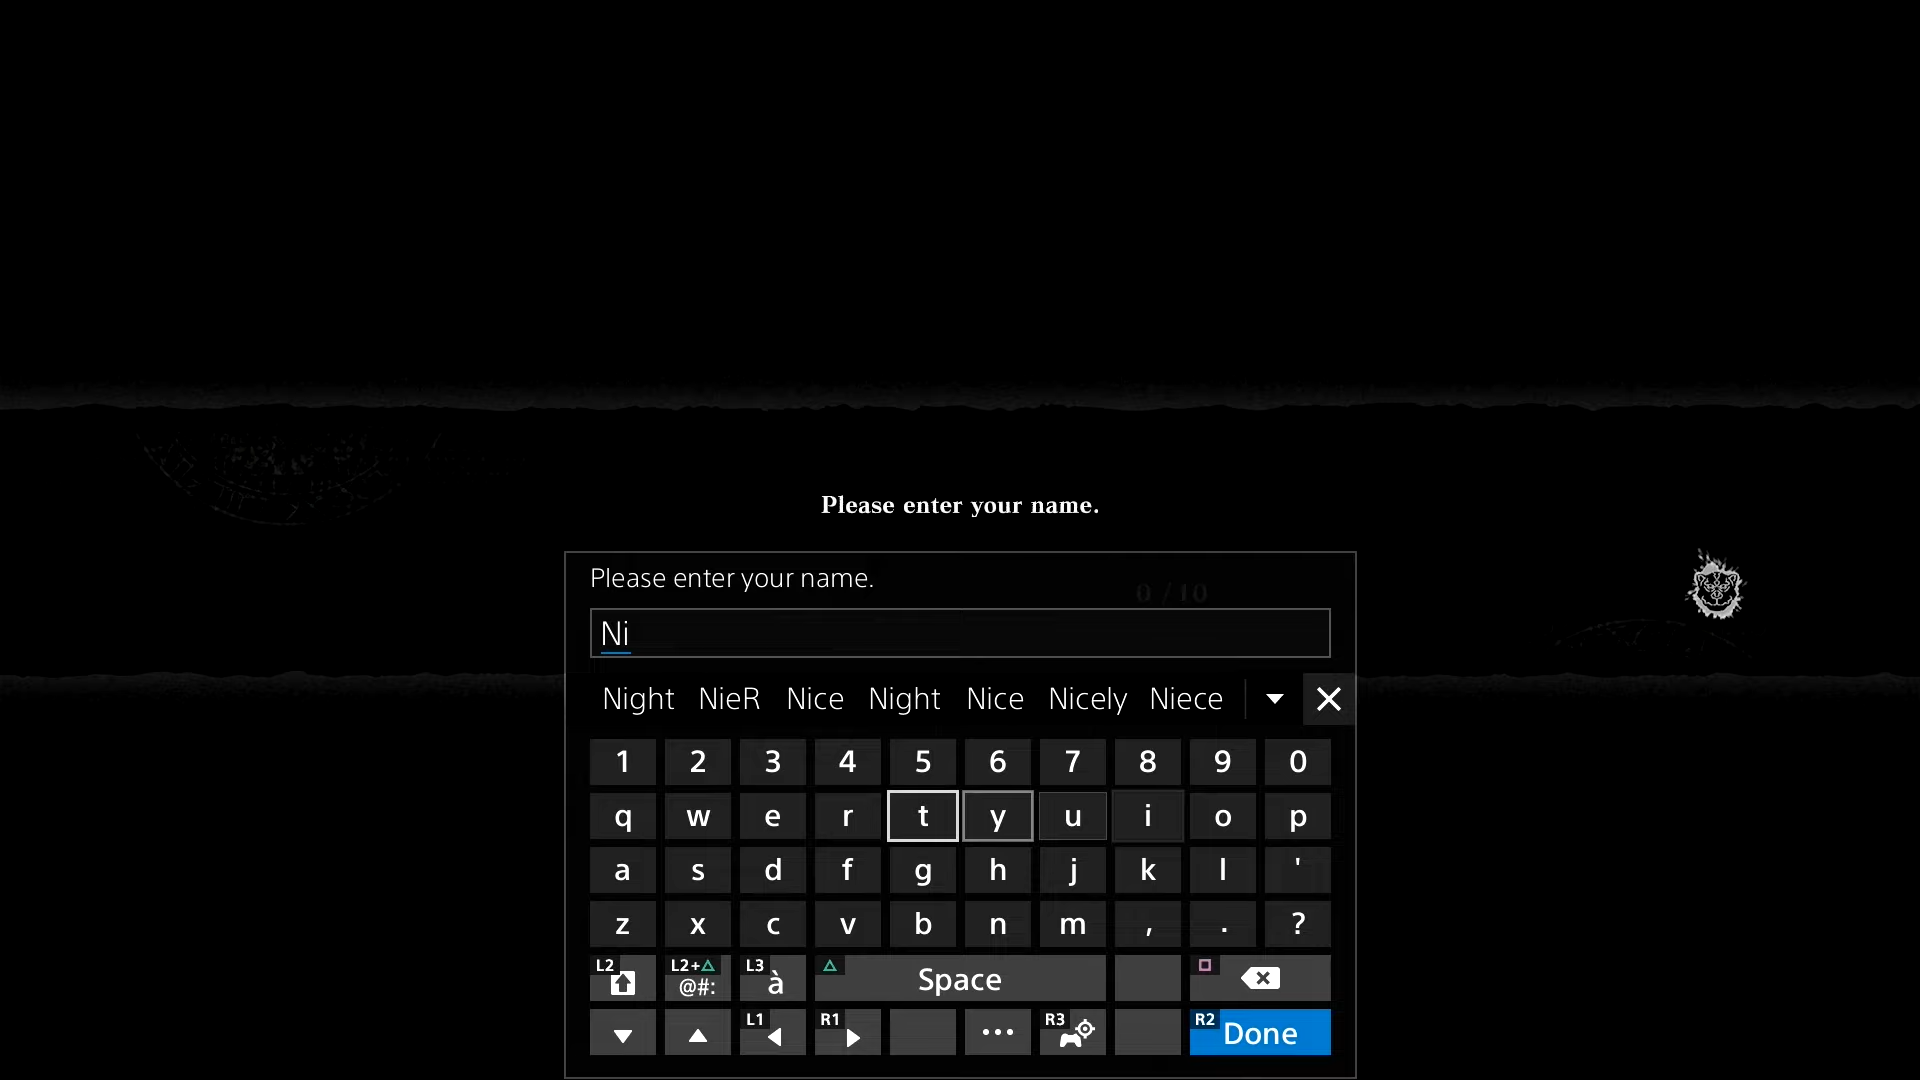 Please enter your name.
Please enter your name.
0 / 10
Ni
Night NieR Nice Night Nice Nicely Niece
1 2 3 4 5 6 7 8 9 0
q w e r t y u i o p
a s d f g h j k l '
z x c v b n m , . ?
L2 L2+△ @#: L3 à △ Space
L1 R1 ... R3 R2 Done